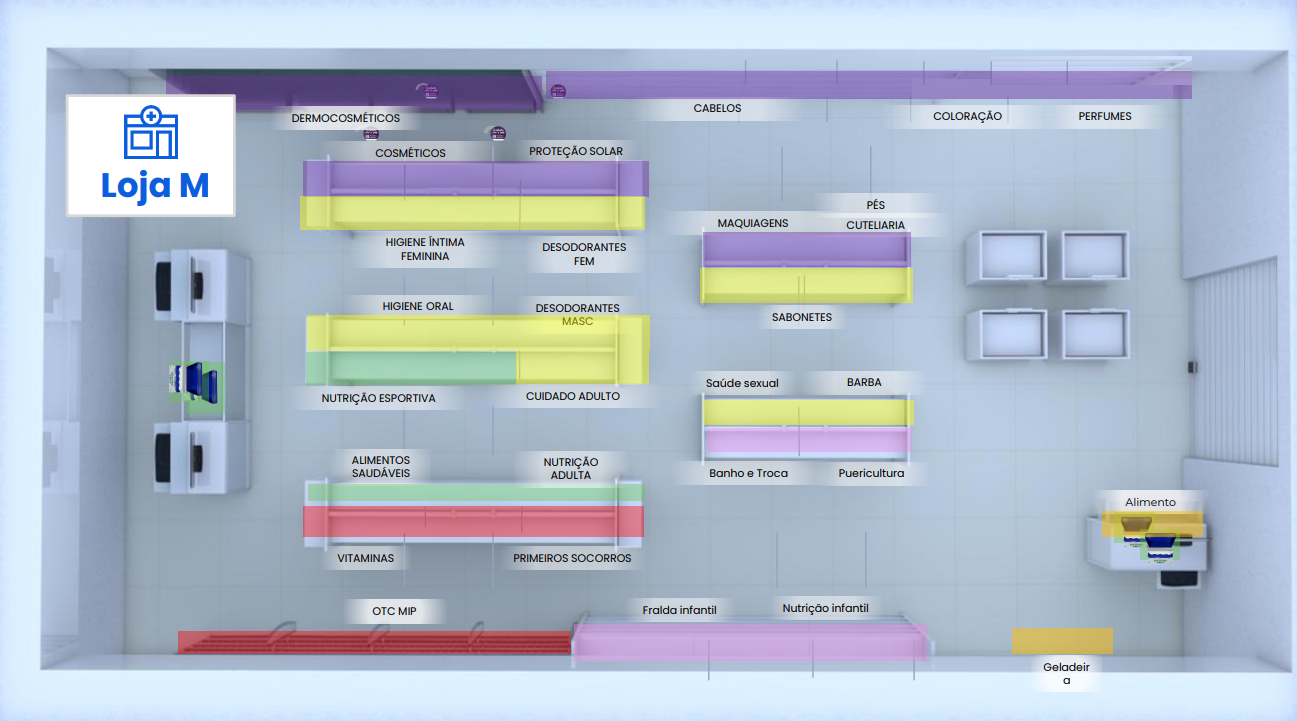 Loja M
DERMOCOSMÉTICOS
CABELOS
COLORAÇÃO
PERFUMES
COSMÉTICOS
PROTEÇÃO SOLAR
HIGIENE ÍNTIMA
FEMININA
DESODORANTES
FEM
MAQUIAGENS
PÉS
CUTELIARIA
SABONETES
HIGIENE ORAL
DESODORANTES
MASC
NUTRIÇÃO ESPORTIVA
CUIDADO ADULTO
Saúde sexual
BARBA
Banho e Troca
Puericultura
ALIMENTOS
SAUDÁVEIS
NUTRIÇÃO
ADULTA
VITAMINAS
PRIMEIROS SOCORROS
Alimento
OTC MIP
Fralda infantil
Nutrição infantil
Geladeir
a